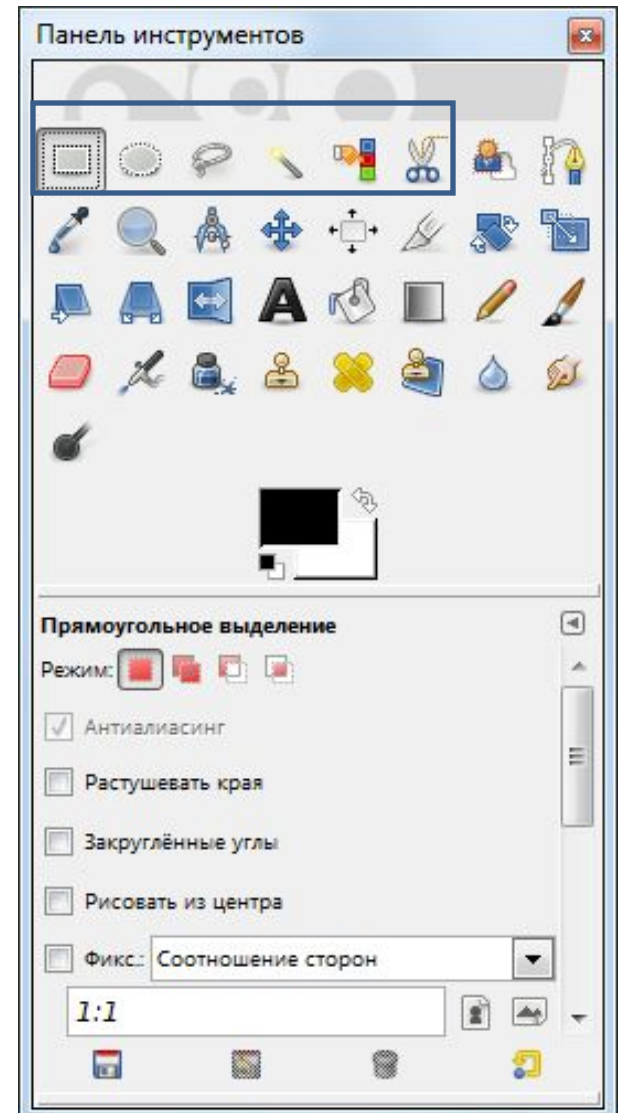 Панель инструментов
Прямоугольное выделение
Режим:
Антиалиасинг
Растушевать края
Закруглённые углы
Рисовать из центра
Фикс.: Соотношение сторон
1:1